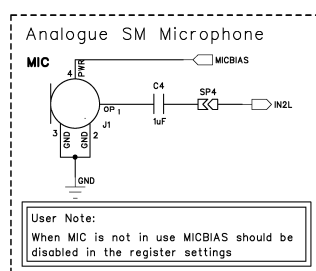 Analogue SM Microphone
MIC
4
PWR
MICBIAS
C4
1uF
SP4
IN2L
OP 1
J1
3
GND
GND
2
GND
User Note:
When MIC is not in use MICBIAS should be
disabled in the register settings